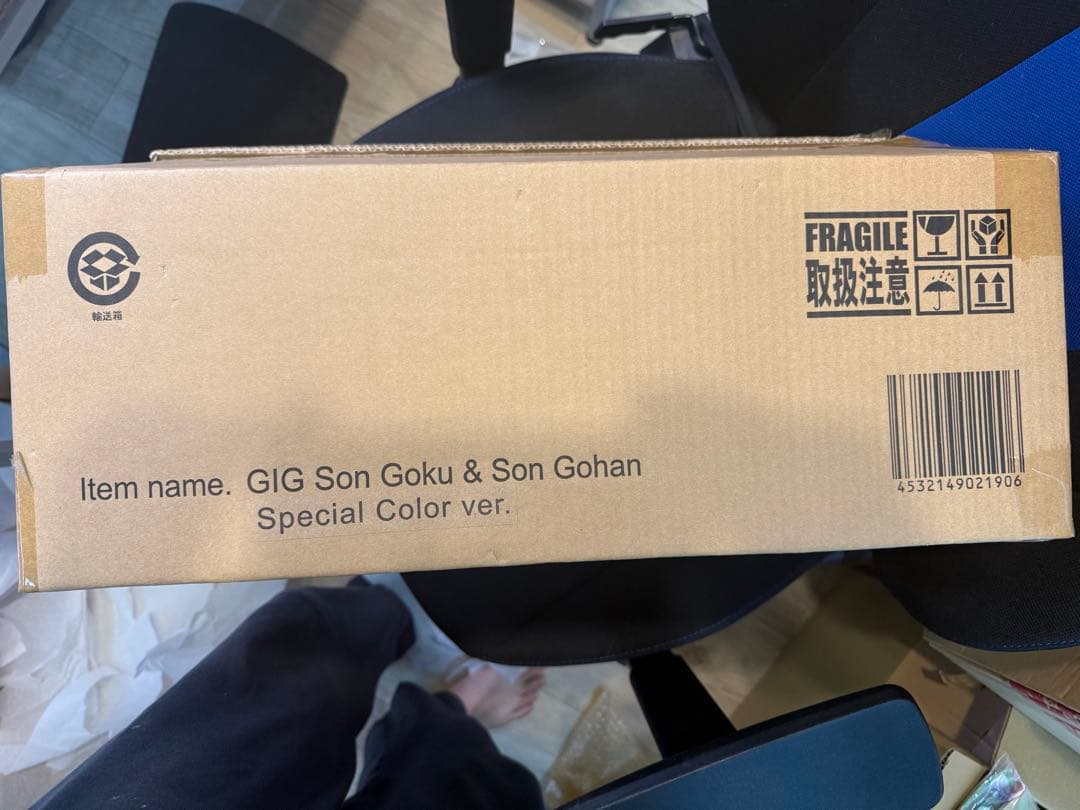 輸送箱
FRAGILE
取扱注意
4532149021906
Item name. GIG Son Goku & Son Gohan
Special Color ver.